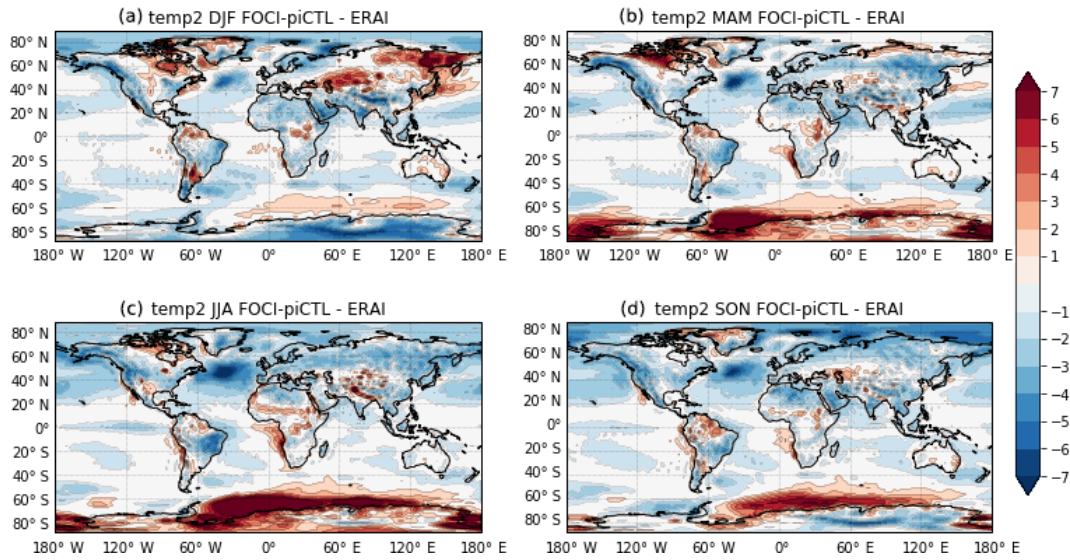 (a) temp2 DJF FOCI-piCTL - ERAI
(b) temp2 MAM FOCI-piCTL - ERAI
80° N
60° N
40° N
20° N
0°
20° S
40° S
60° S
80° S
180° W 120° W 60° W 0° 60° E 120° E 180° E
80° N
60° N
40° N
20° N
0°
20° S
40° S
60° S
80° S
180° W 120° W 60° W 0° 60° E 120° E 180° E
7
6
5
4
3
2
1
−1
−2
−3
−4
−5
−6
−7
(c) temp2 JJA FOCI-piCTL - ERAI
(d) temp2 SON FOCI-piCTL - ERAI
80° N
60° N
40° N
20° N
0°
20° S
40° S
60° S
80° S
180° W 120° W 60° W 0° 60° E 120° E 180° E
80° N
60° N
40° N
20° N
0°
20° S
40° S
60° S
80° S
180° W 120° W 60° W 0° 60° E 120° E 180° E